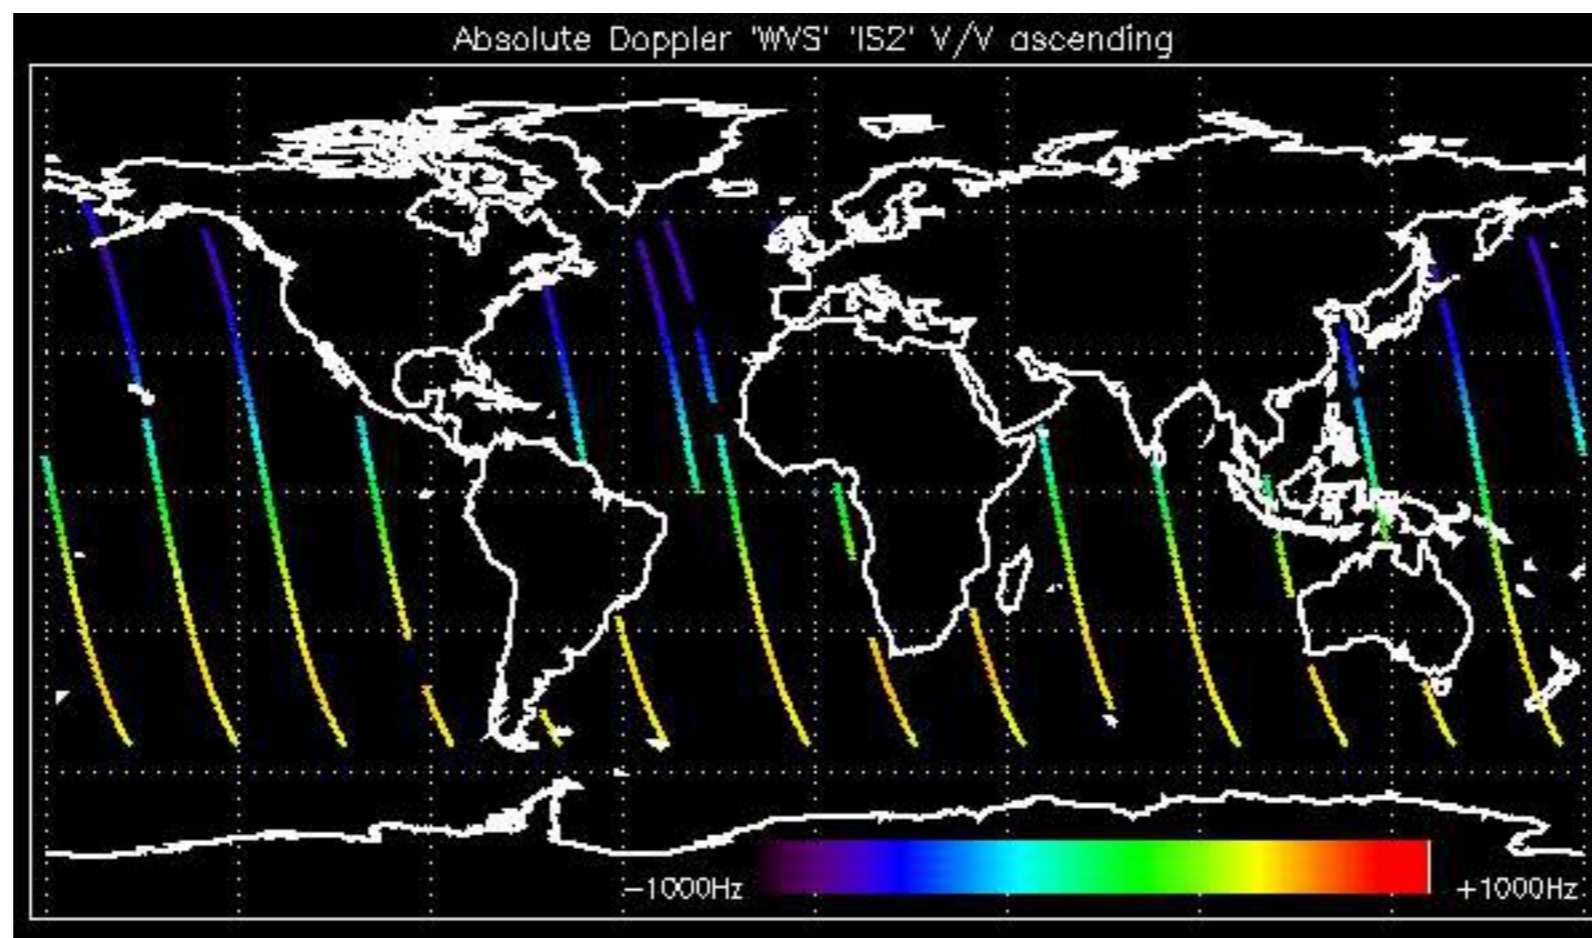 Absolute Doppler 'WVS' 'IS2' V/V ascending
−1000Hz +1000Hz